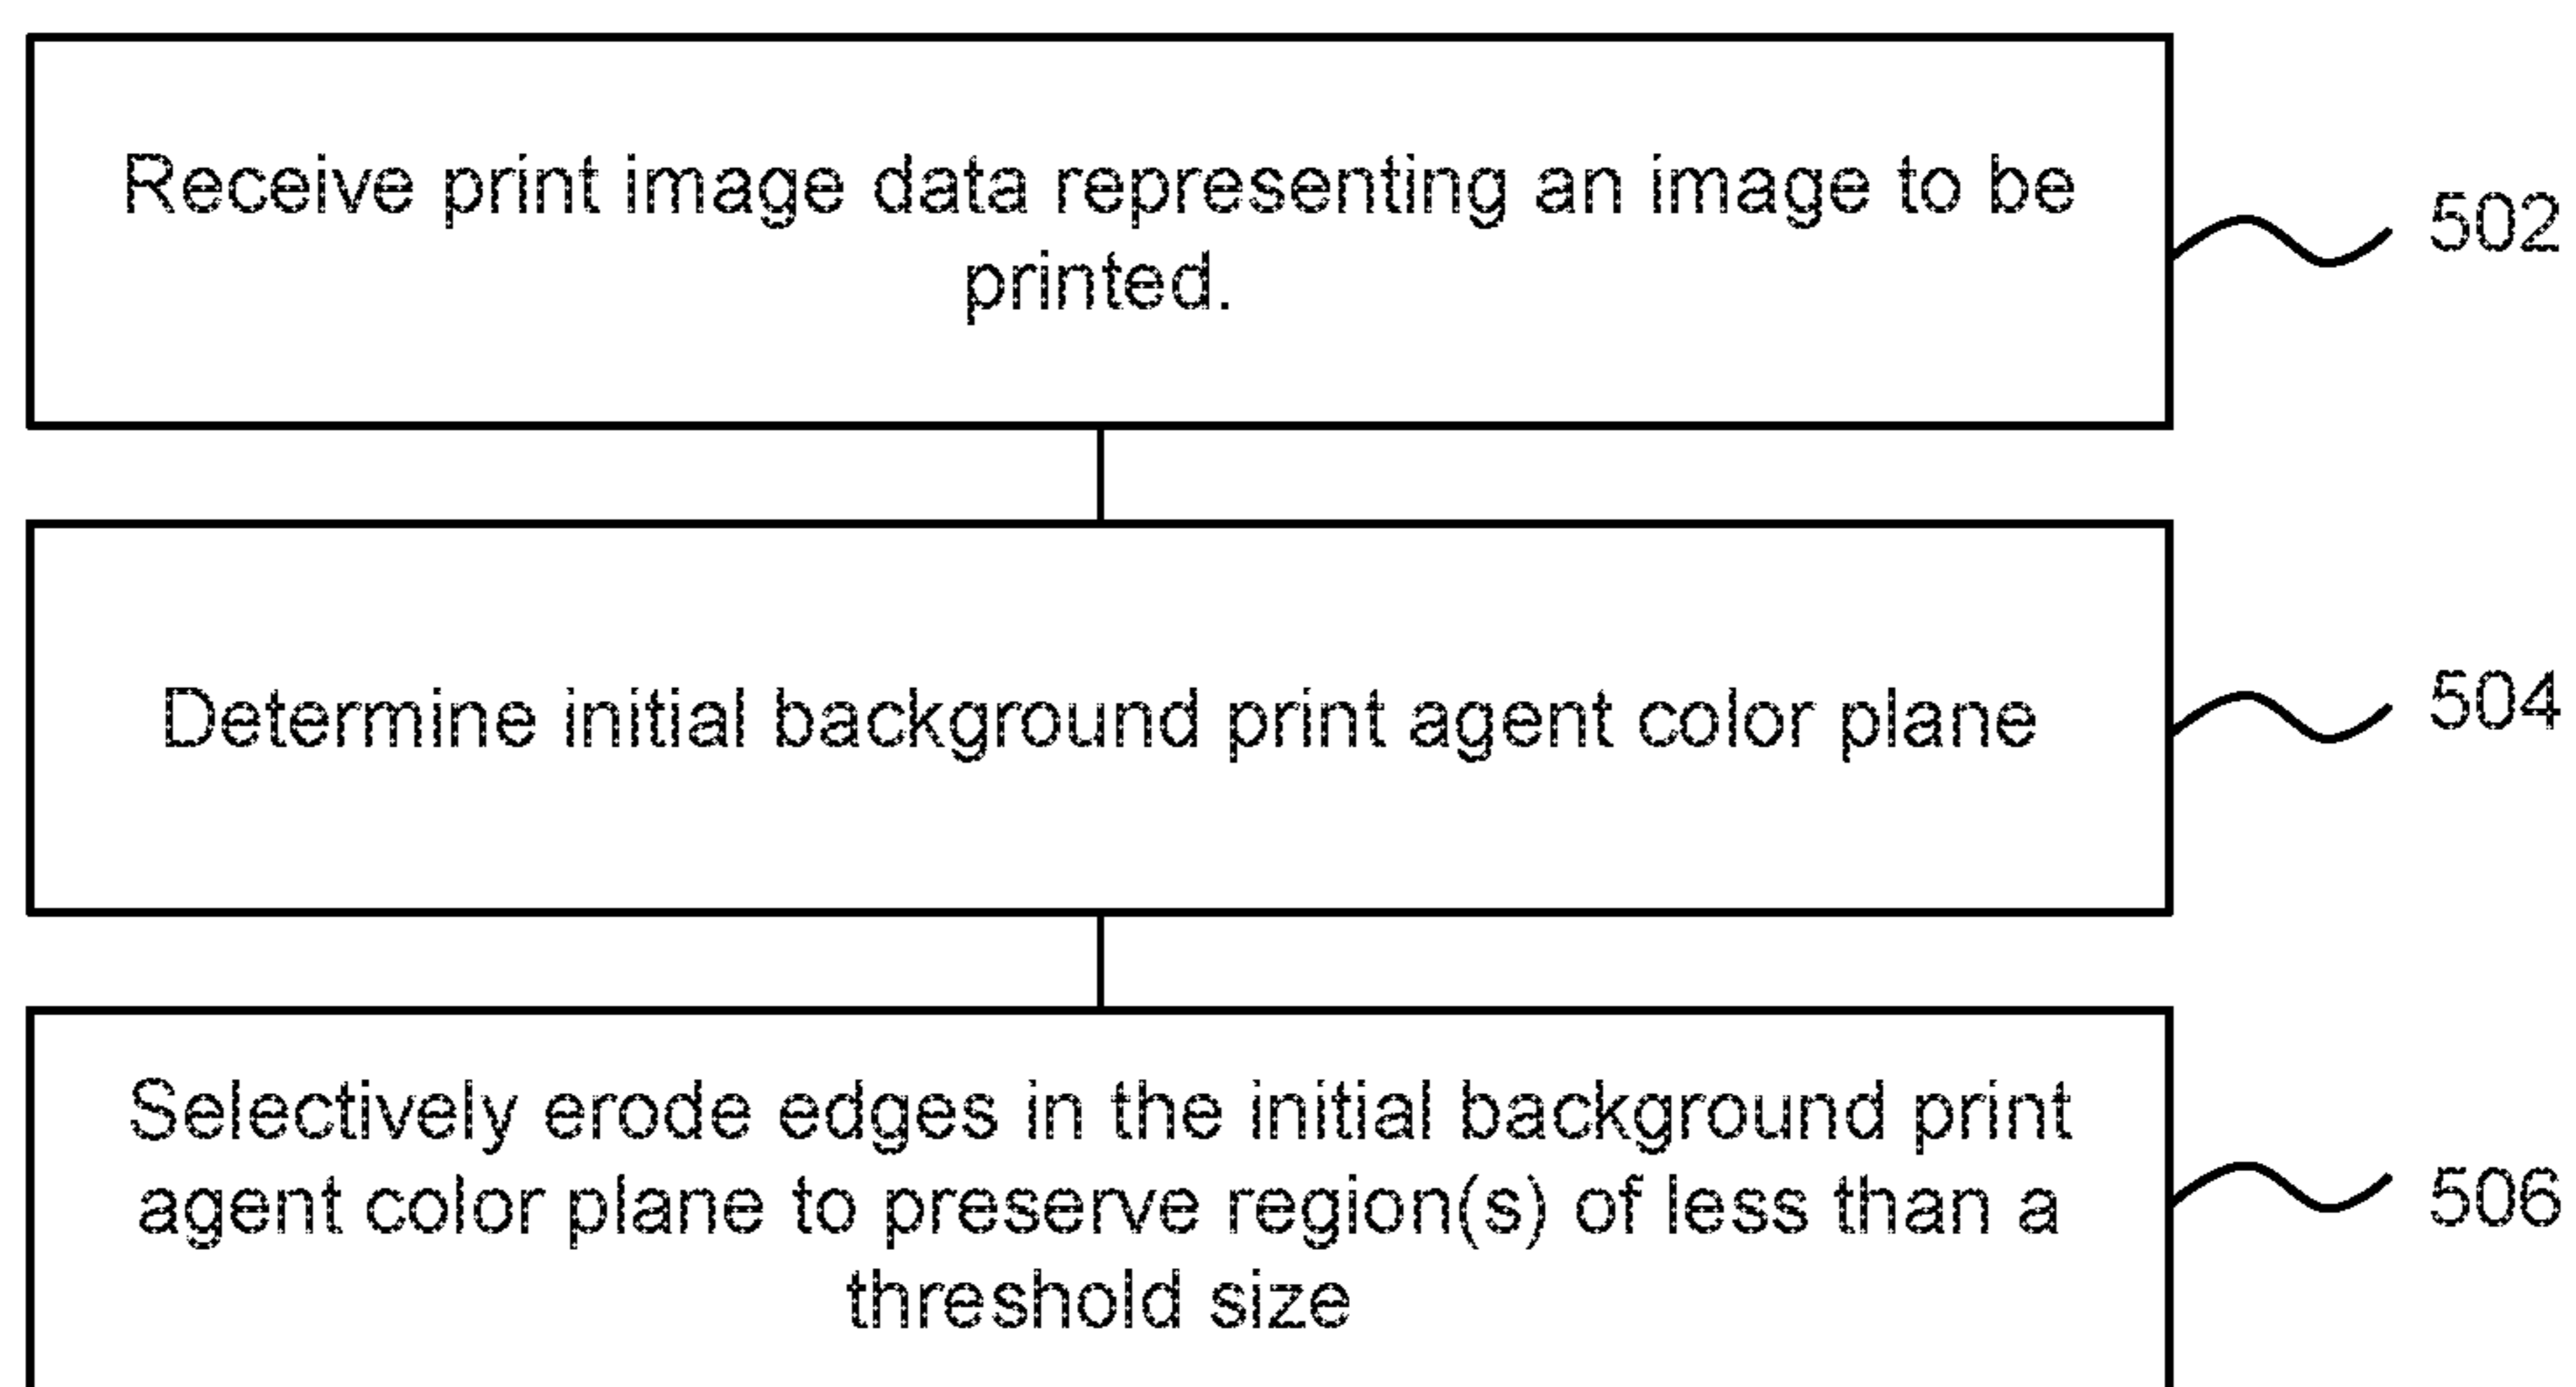 Receive print image data representing an image to be
printed.
502
Determine initial background print agent color plane
504
Selectively erode edges in the initial background print
agent color plane to preserve region(s) of less than a
threshold size
506